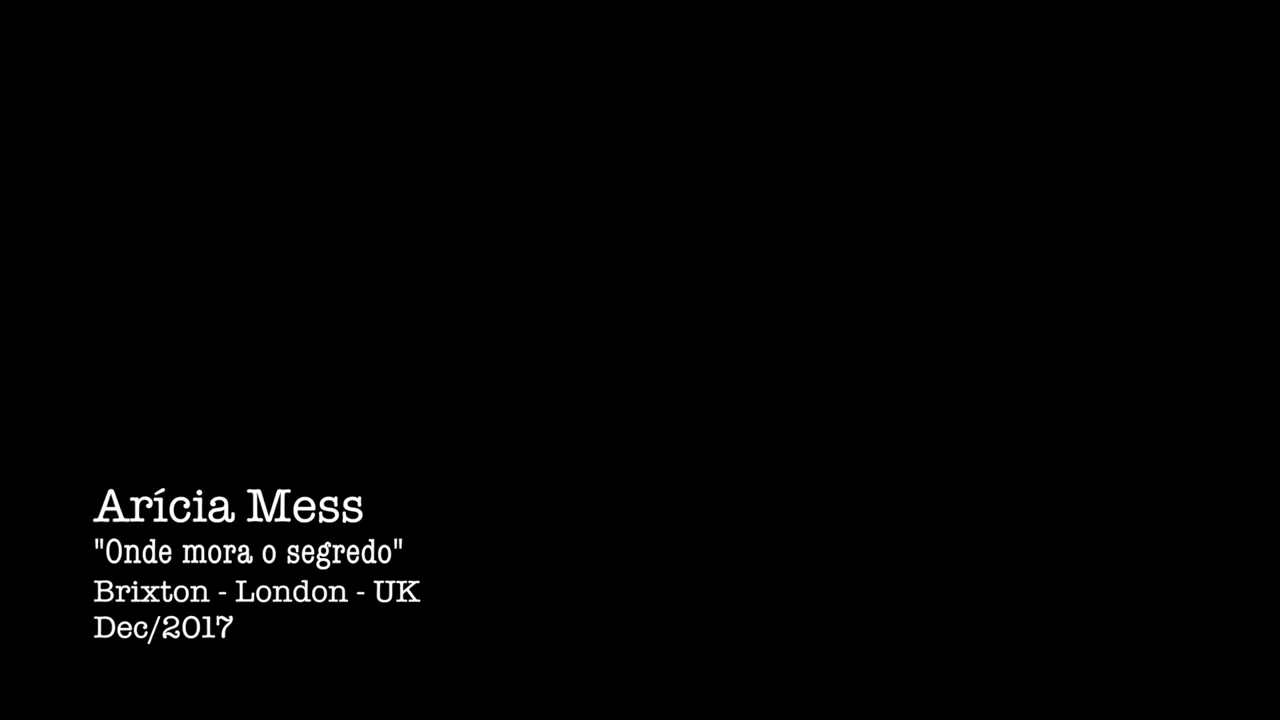 Arícia Mess
"Onde mora o segredo"
Brixton - London - UK
Dec/2017